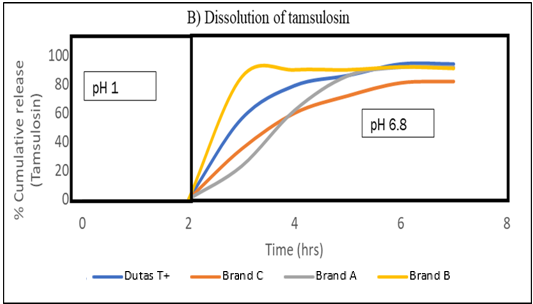 B) Dissolution of tamsulosin
% Cumulative release
(Tamsulosin)
100
80
60
40
20
0
pH 1
pH 6.8
0 2 4 6 8
Time (hrs)
Dutas T+ Brand C Brand A Brand B